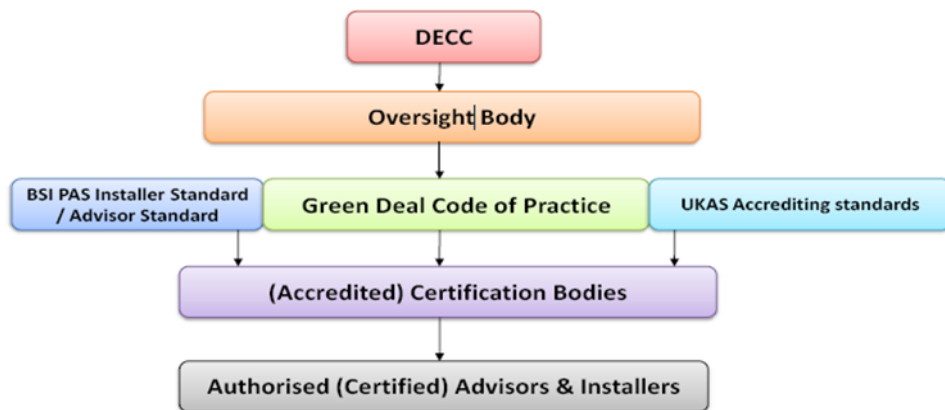 DECC
Oversight Body
BSI PAS Installer Standard
/ Advisor Standard
Green Deal Code of Practice
UKAS Accrediting standards
(Accredited) Certification Bodies
Authorised (Certified) Advisors & Installers